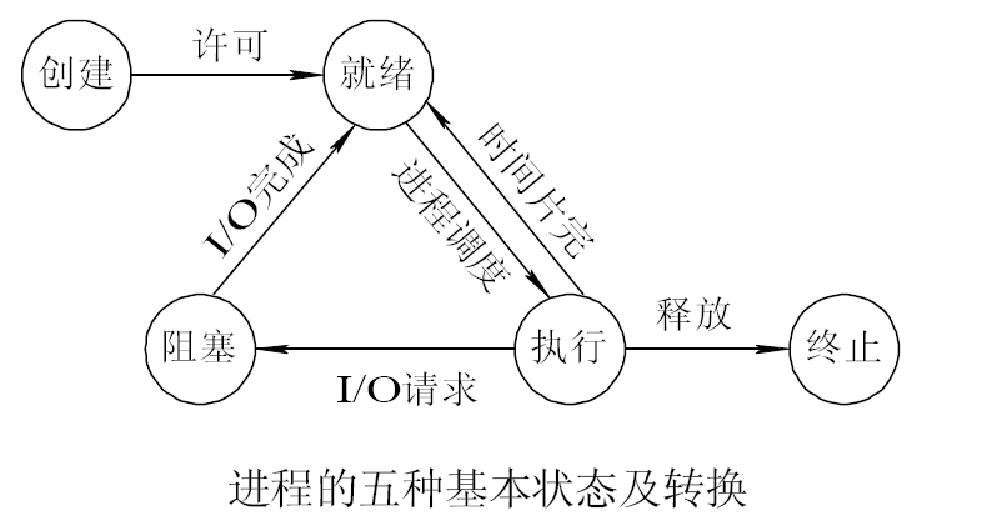 创建
许可
就绪
I/O完成
进程调度
时间片完
阻塞
I/O请求
执行
释放
终止
进程的五种基本状态及转换